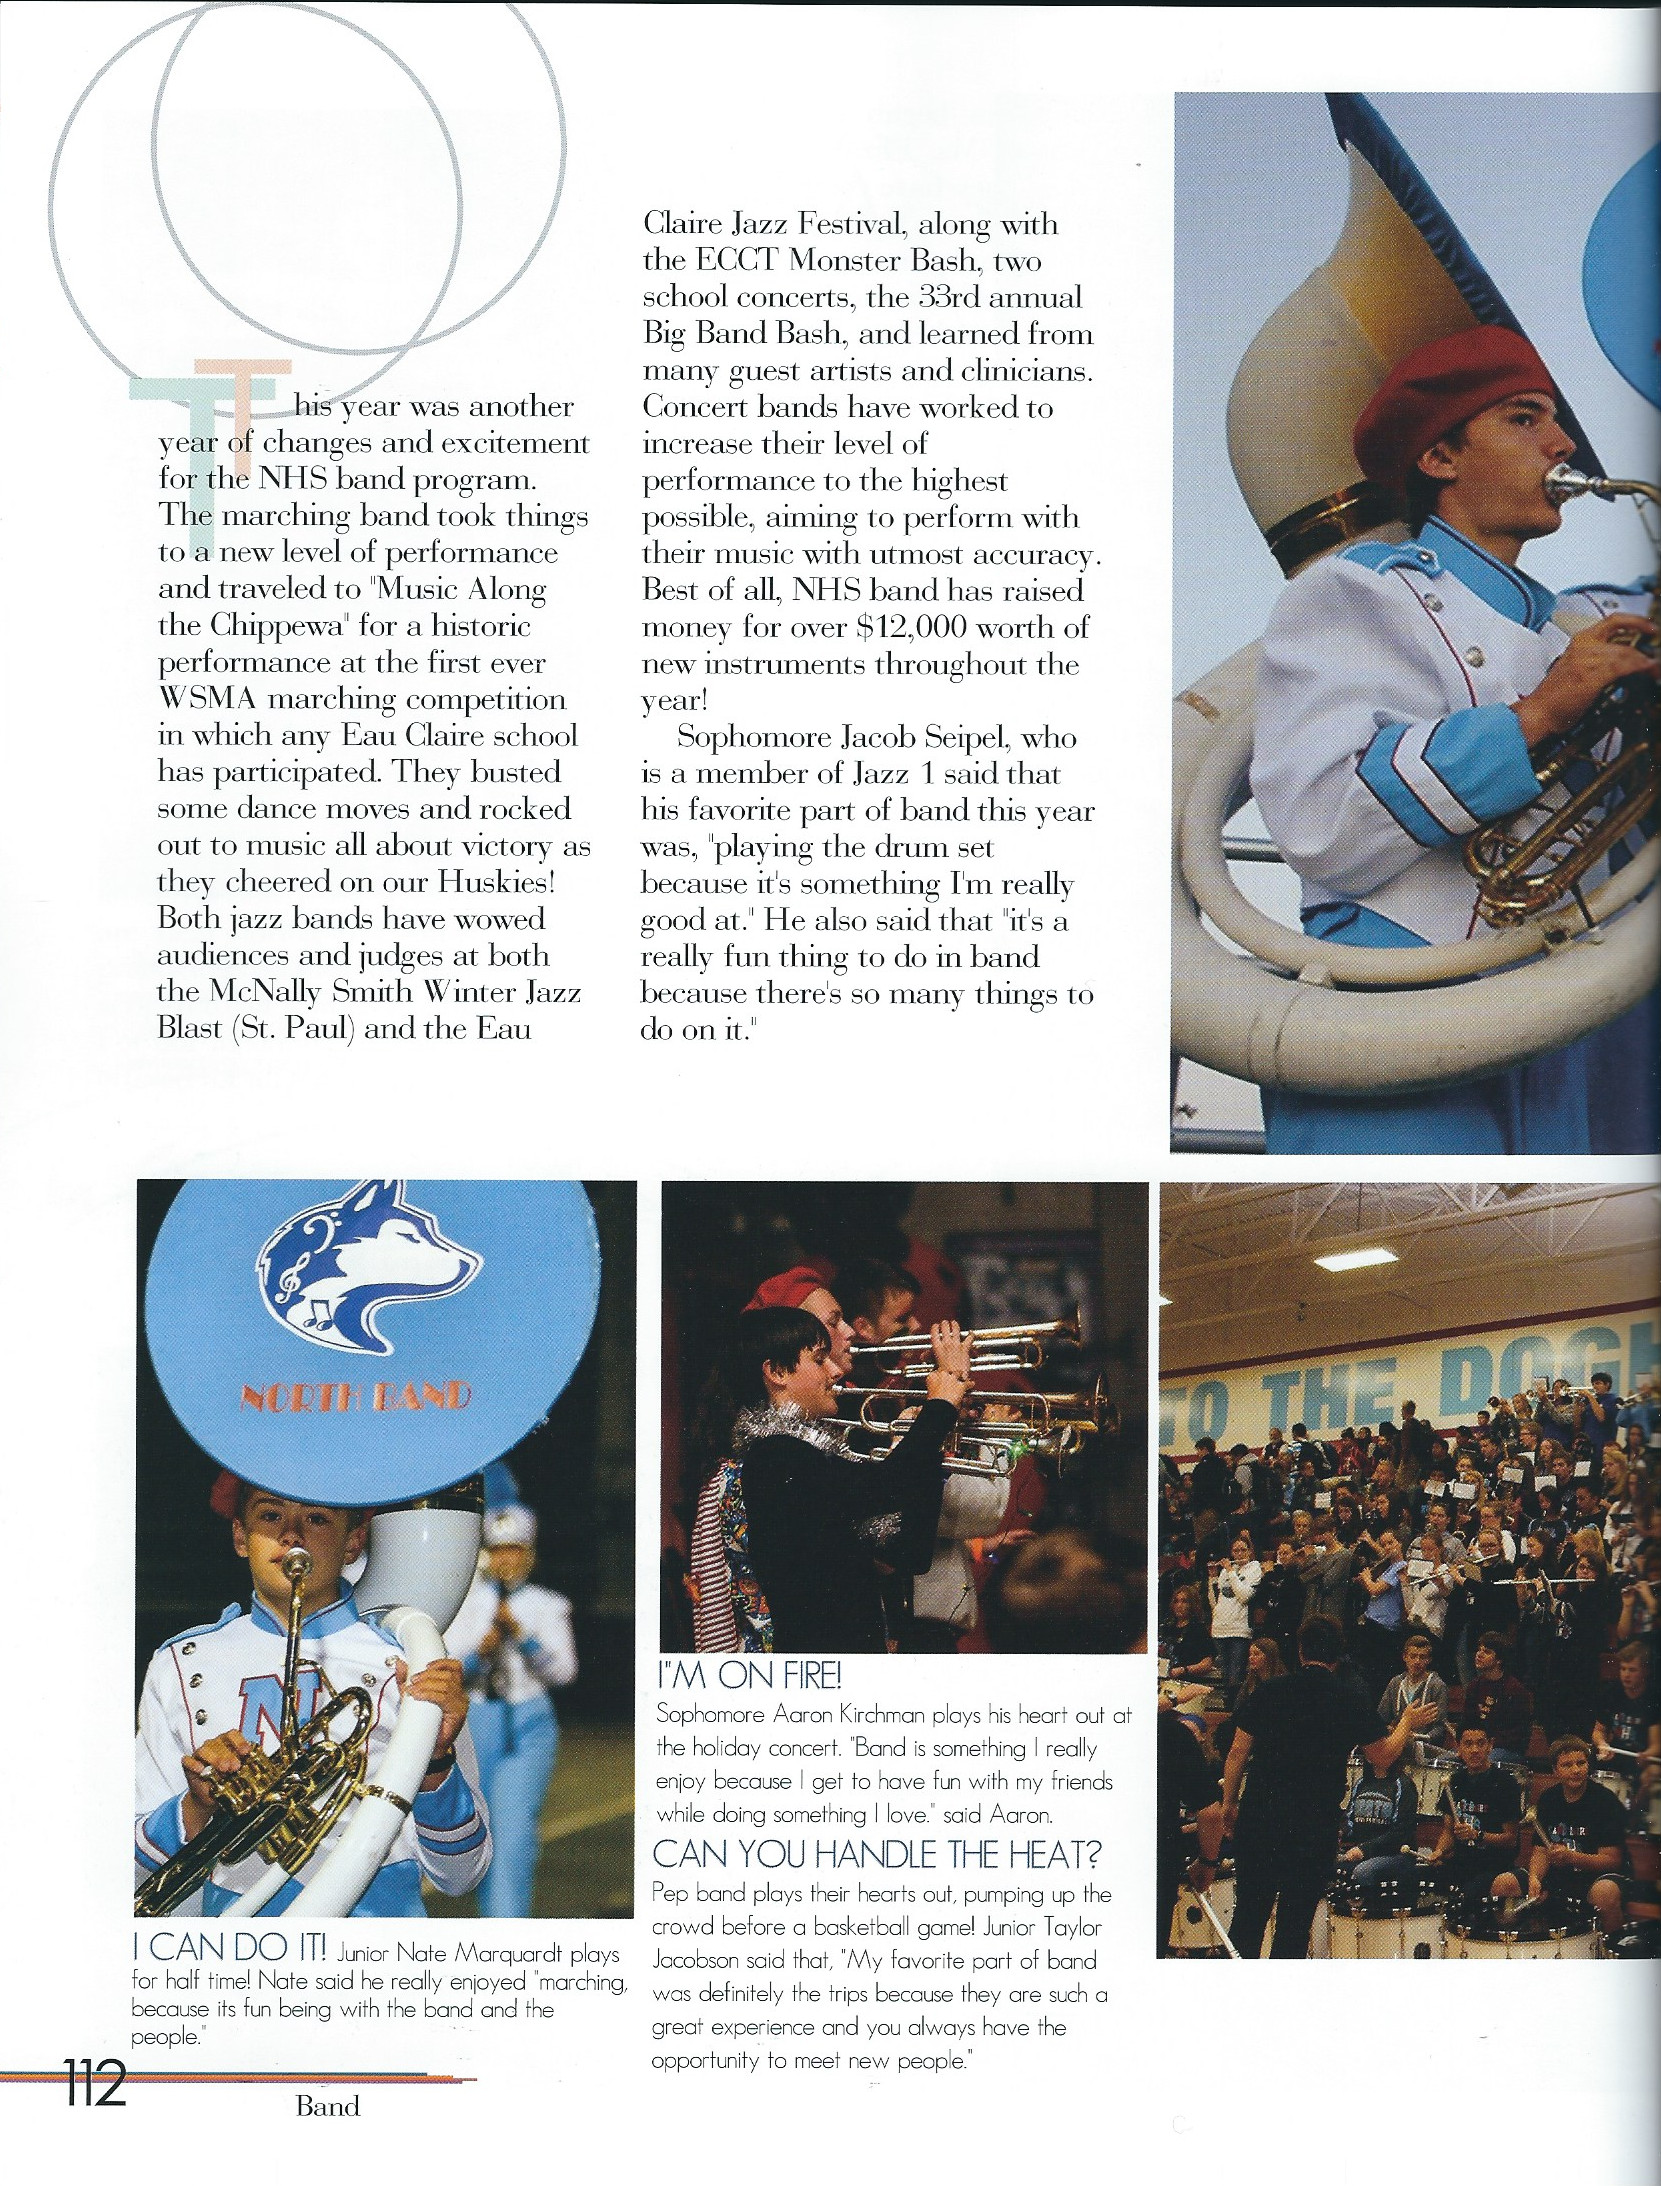 This year was another
year of changes and excitement
for the NHS band program.
The marching band took things
to a new level of performance
and traveled to "Music Along
the Chippewa" for a historic
performance at the first ever
WSMA marching competition
in which any Eau Claire school
has participated. They busted
some dance moves and rocked
out to music all about victory as
they cheered on our Huskies!
Both jazz bands have wowed
audiences and judges at both
the McNally Smith Winter Jazz
Blast (St. Paul) and the Eau
Claire Jazz Festival, along with
the ECCT Monster Bash, two
school concerts, the 33rd annual
Big Band Bash, and learned from
many guest artists and clinicians.
Concert bands have worked to
increase their level of
performance to the highest
possible, aiming to perform with
their music with utmost accuracy.
Best of all, NHS band has raised
money for over $12,000 worth of
new instruments throughout the
year!
Sophomore Jacob Seipel, who
is a member of Jazz 1 said that
his favorite part of band this year
was, "playing the drum set
because it's something I'm really
good at." He also said that "it's a
really fun thing to do in band
because there's so many things to
do on it."
NORTH BAND
N
TO THE DOGH
I CAN DO IT! Junior Nate Marquardt plays
for half time! Nate said he really enjoyed "marching,
because its fun being with the band and the
people."
I"M ON FIRE!
Sophomore Aaron Kirchman plays his heart out at
the holiday concert. "Band is something I really
enjoy because I get to have fun with my friends
while doing something I love." said Aaron.
CAN YOU HANDLE THE HEAT?
Pep band plays their hearts out, pumping up the
crowd before a basketball game! Junior Taylor
Jacobson said that, "My favorite part of band
was definitely the trips because they are such a
great experience and you always have the
opportunity to meet new people."
112
Band